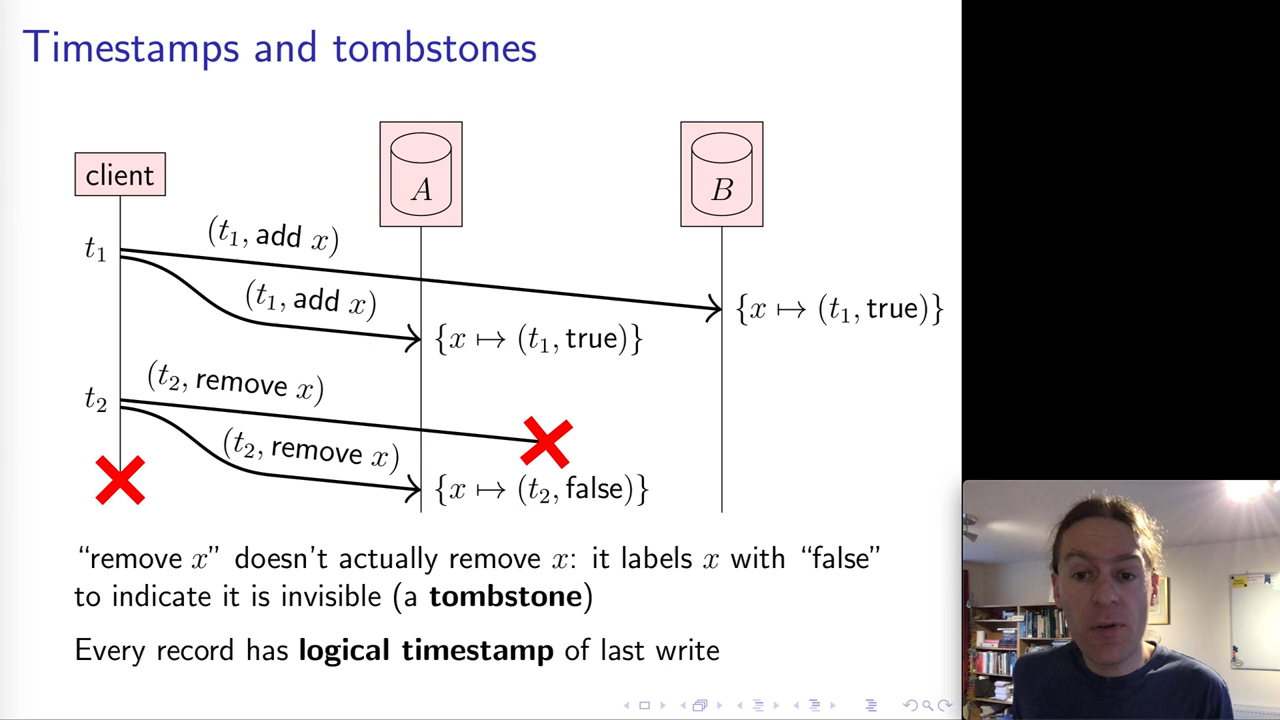 Timestamps and tombstones
client
A
B
t₁
(t₁, add x)
(t₁, add x)
{x ↦ (t₁, true)}
{x ↦ (t₁, true)}
t₂
(t₂, remove x)
(t₂, remove x)
{x ↦ (t₂, false)}
“remove x” doesn’t actually remove x: it labels x with “false”
to indicate it is invisible (a tombstone)
Every record has logical timestamp of last write